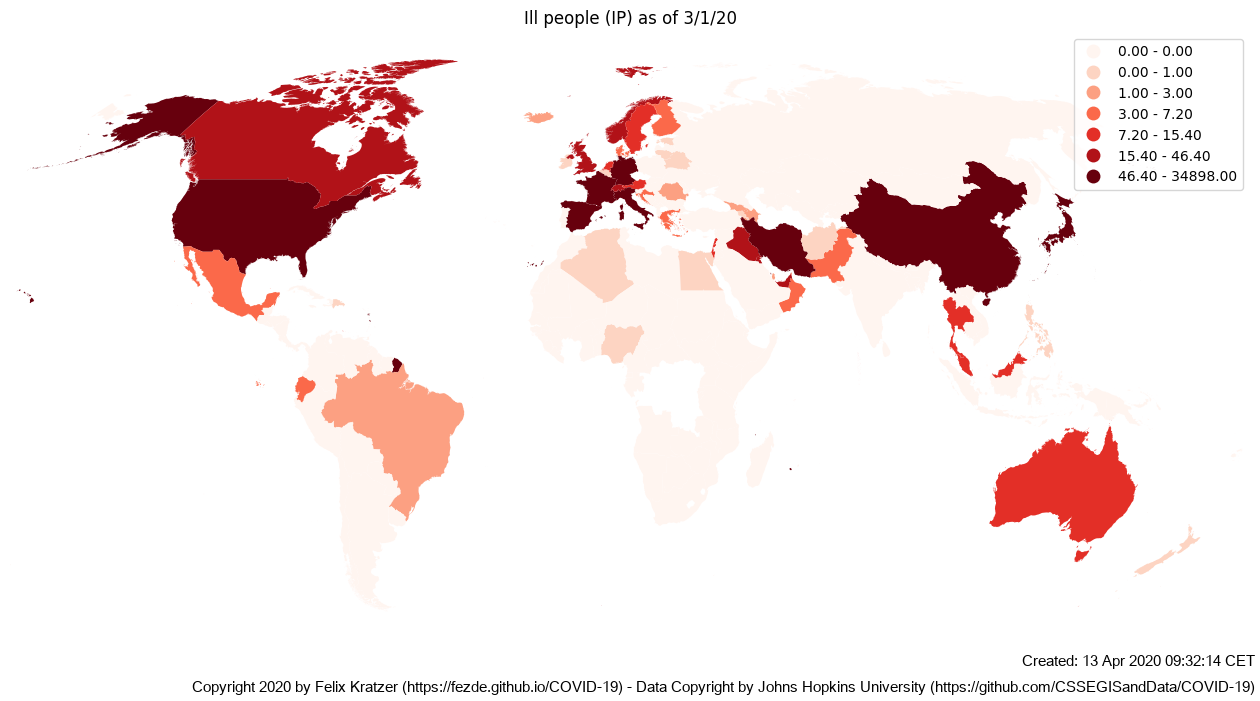 Ill people (IP) as of 3/1/20
0.00 - 0.00
0.00 - 1.00
1.00 - 3.00
3.00 - 7.20
7.20 - 15.40
15.40 - 46.40
46.40 - 34898.00
Created: 13 Apr 2020 09:32:14 CET
Copyright 2020 by Felix Kratzer (https://fezde.github.io/COVID-19) - Data Copyright by Johns Hopkins University (https://github.com/CSSEGISandData/COVID-19)